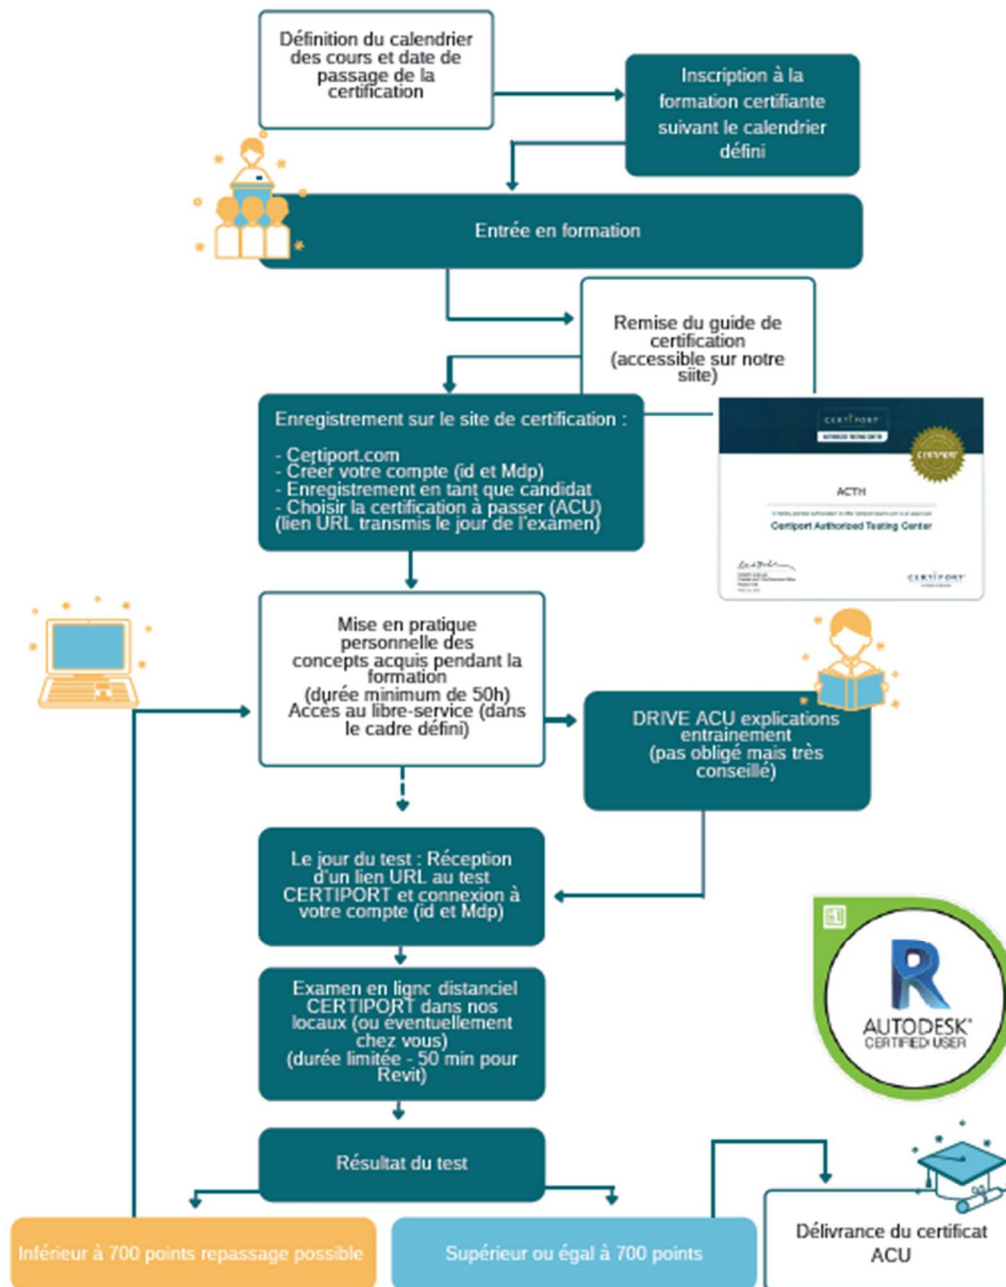 Définition du calendrier
des cours et date de
passage de la
certification
Inscription à la
formation certifiante
suivant le calendrier
défini
Entrée en formation
Remise du guide de
certification
(accessible sur notre
siite)
Enregistrement sur le site de certification :
- Certiport.com
- Créer votre compte (id et Mdp)
- Enregistrement en tant que candidat
- Choisir la certification à passer (ACU)
(lien URL transmis le jour de l'examen)
CERTIPORT
AUTHORIZED TESTING CENTER
CERTIPORT
ACTH
Certiport Authorized Testing Center
CERTIPORT
Mise en pratique
personnelle des
concepts acquis pendant la
formation
(durée minimum de 50h)
Accès au libre-service (dans
le cadre défini)
DRIVE ACU explications
entrainement
(pas obligé mais très
conseillé)
Le jour du test : Réception
d'un lien URL au test
CERTIPORT et connexion à
votre compte (id et Mdp)
Examen en ligne distanciel
CERTIPORT dans nos
locaux (ou éventuellement
chez vous)
(durée limitée - 50 min pour
Revit)
R
AUTODESK
CERTIFIED USER
Résultat du test
Inférieur à 700 points repassage possible
Supérieur ou égal à 700 points
Délivrance du certificat
ACU